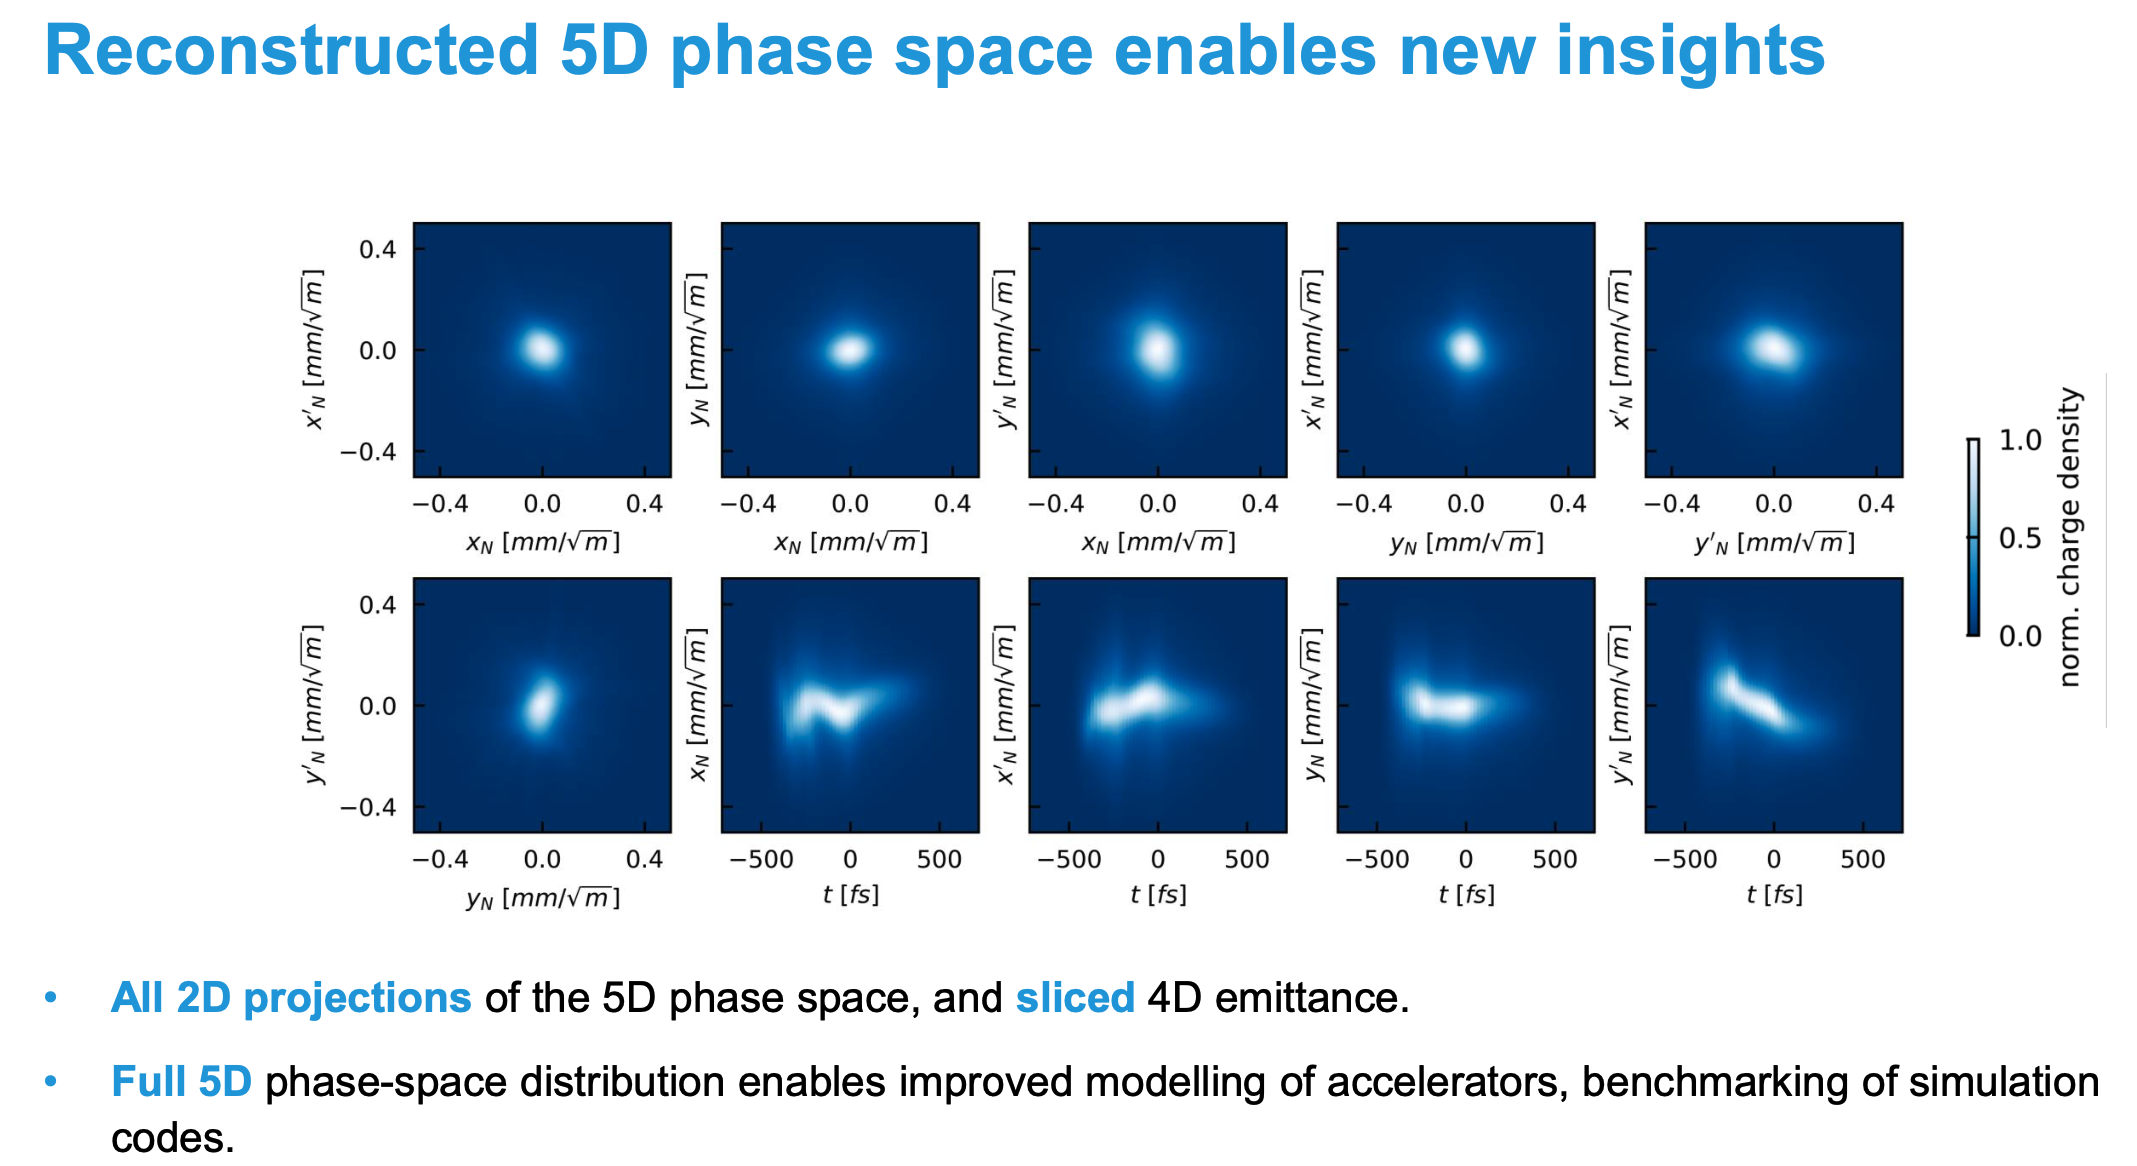 Reconstructed 5D phase space enables new insights
x'N [mm/√m]
0.4
0.0
−0.4
−0.4 0.0 0.4
xN [mm/√m]
yN [mm/√m]
−0.4 0.0 0.4
xN [mm/√m]
y'N [mm/√m]
−0.4 0.0 0.4
xN [mm/√m]
x'N [mm/√m]
−0.4 0.0 0.4
yN [mm/√m]
x'N [mm/√m]
−0.4 0.0 0.4
y'N [mm/√m]
y'N [mm/√m]
0.4
0.0
−0.4
−0.4 0.0 0.4
yN [mm/√m]
xN [mm/√m]
−500 0 500
t [fs]
x'N [mm/√m]
−500 0 500
t [fs]
yN [mm/√m]
−500 0 500
t [fs]
y'N [mm/√m]
−500 0 500
t [fs]
1.0
0.5
0.0
norm. charge density
• All 2D projections of the 5D phase space, and sliced 4D emittance.
• Full 5D phase-space distribution enables improved modelling of accelerators, benchmarking of simulation
codes.